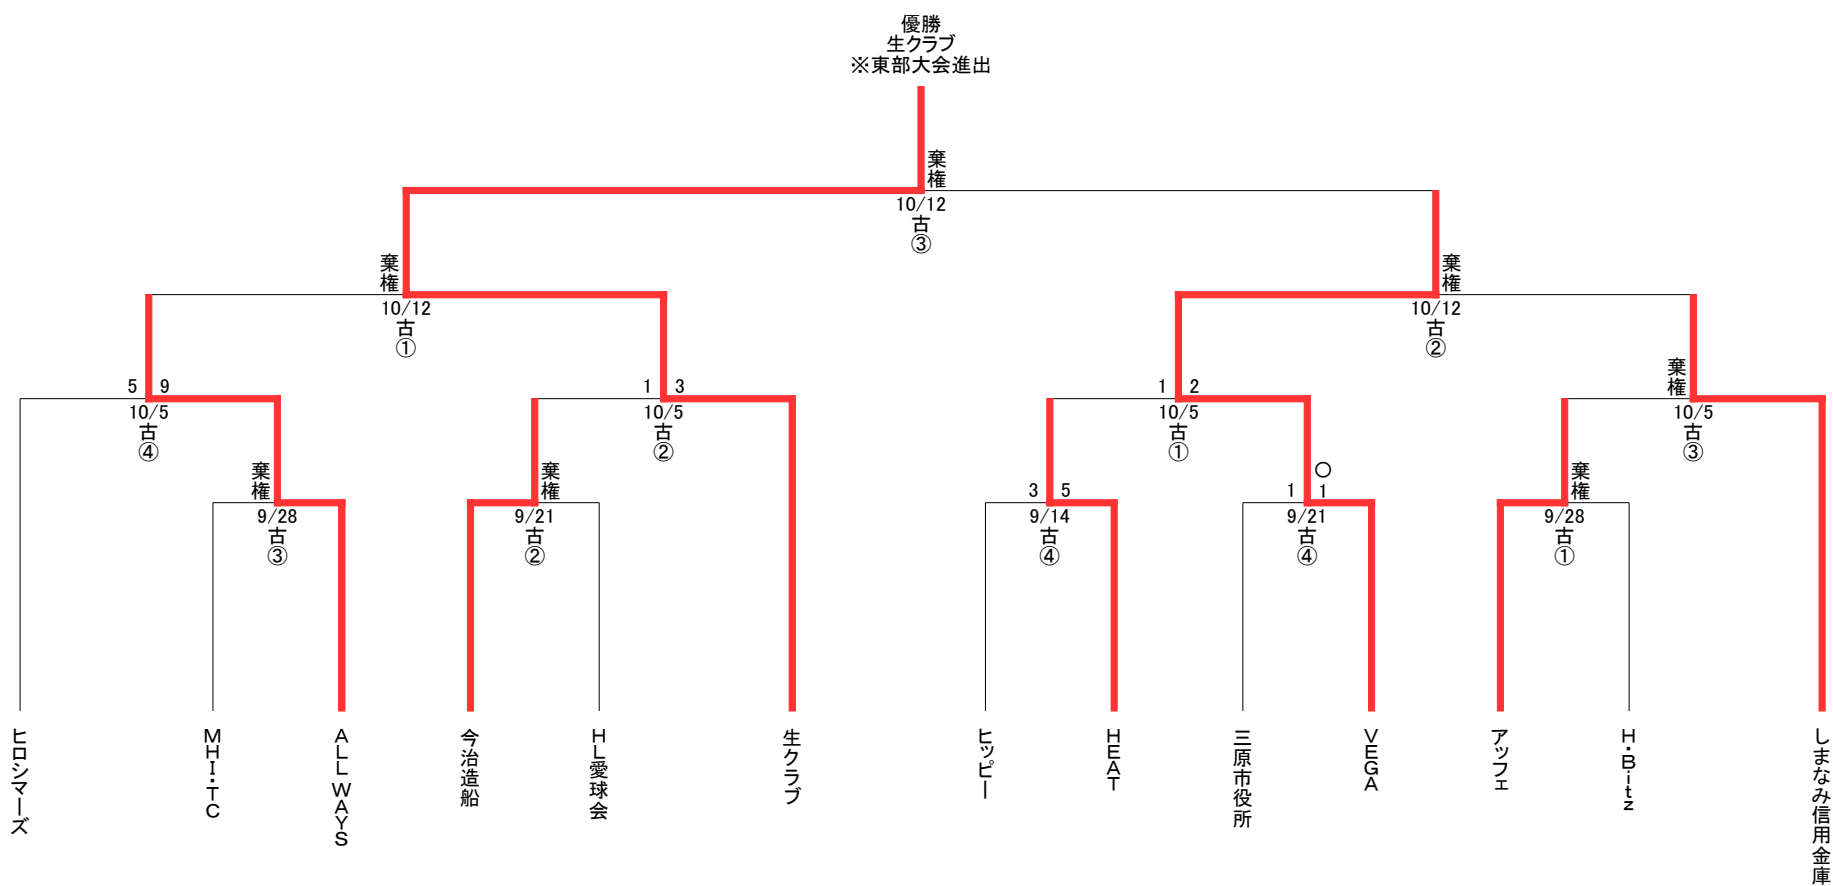 優勝
生クラブ
※東部大会進出
棄権
10/12
古
③
棄権
10/12
古
①
棄権
10/12
古
②
5 9
10/5
古
④
1 3
10/5
古
②
1 2
10/5
古
①
棄権
10/5
古
③
棄権
9/28
古
③
棄権
9/21
古
②
3 5
9/14
古
④
○
1 1
9/21
古
④
棄権
9/28
古
①
ヒロシマーズ
MHI・TC
ALL WAYS
今治造船
HL愛球会
生クラブ
ヒッピー
HEAT
三原市役所
VEGA
アッフェ
H・Bitz
しまなみ信用金庫